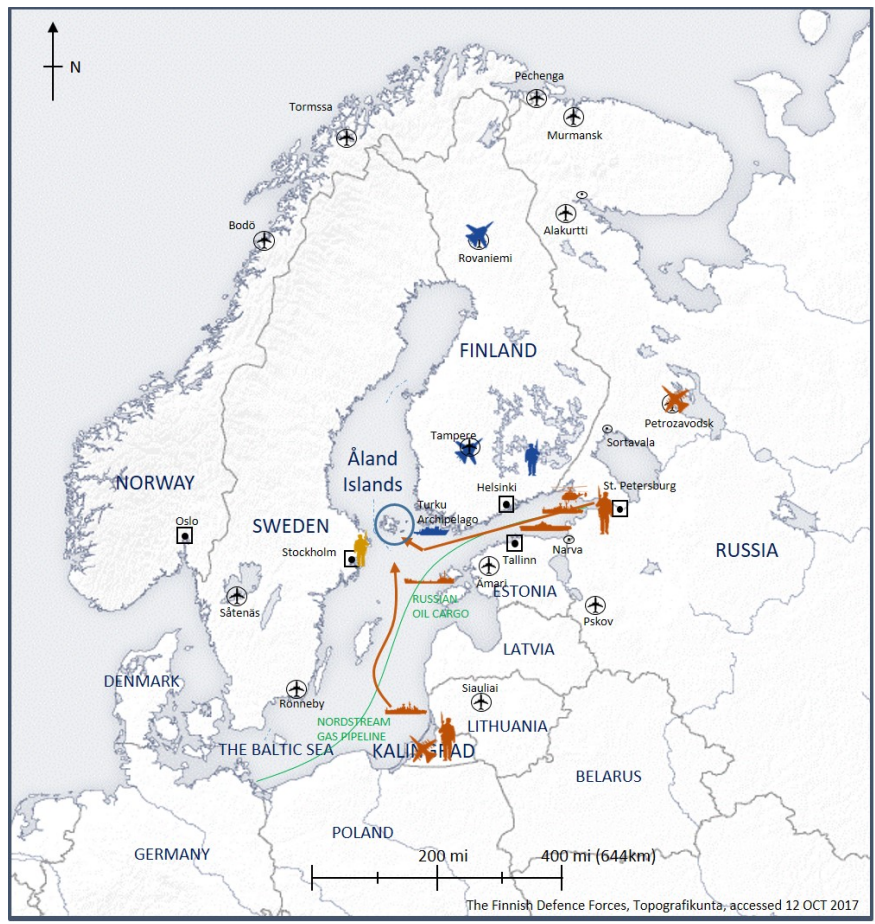 N
Pechenga
Tormssa
Murmansk
Bodö
Alakurtti
Rovaniemi
FINLAND
Petrozavodsk
Tampere
Sortavala
Åland
Islands
NORWAY
Helsinki
St. Petersburg
Turku
Archipelago
Oslo
SWEDEN
Stockholm
Tallinn
Narva
RUSSIA
Amari
ESTONIA
RUSSIAN
OIL CARGO
Såtenäs
Pskov
LATVIA
DENMARK
Siauliai
Rönneby
NORDSTREAM
GAS PIPELINE
LITHUANIA
THE BALTIC SEA
KALINGRAD
BELARUS
POLAND
GERMANY
200 mi
400 mi (644km)
The Finnish Defence Forces, Topografikunta, accessed 12 OCT 2017